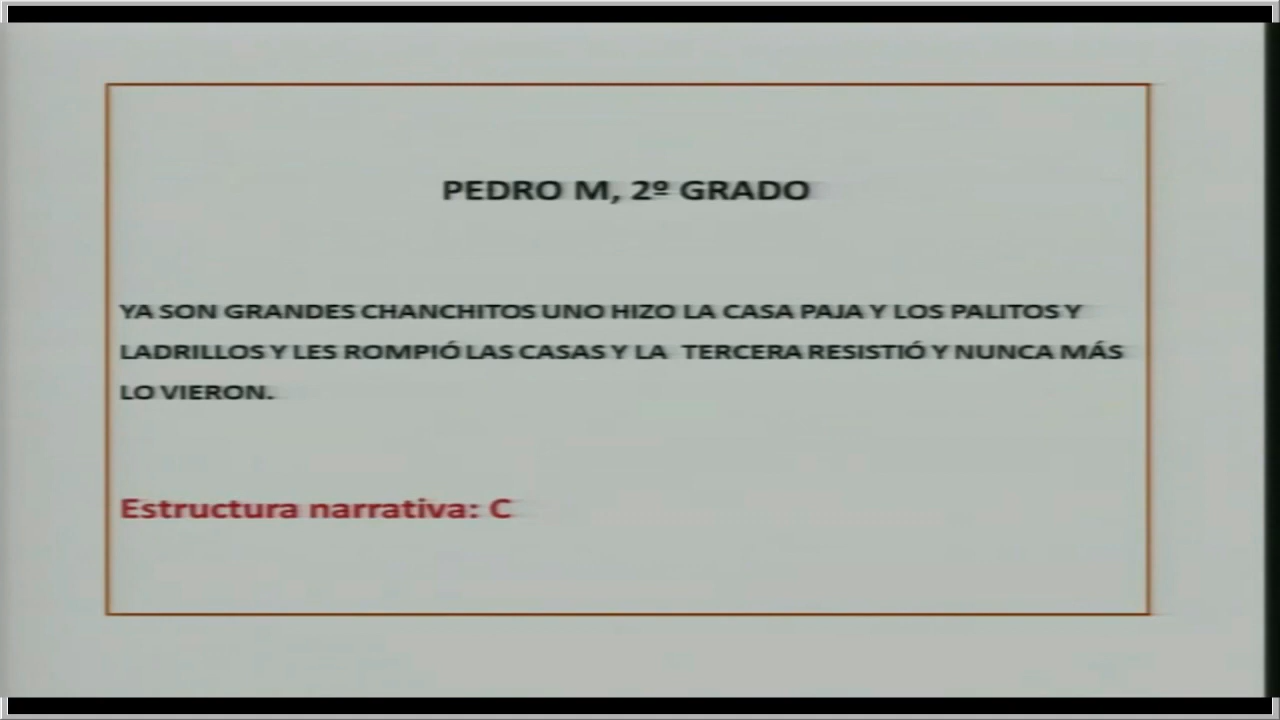 PEDRO M, 2º GRADO
YA SON GRANDES CHANCHITOS UNO HIZO LA CASA PAJA Y LOS PALITOS Y
LADRILLOS Y LES ROMPIÓ LAS CASAS Y LA TERCERA RESISTIÓ Y NUNCA MÁS
LO VIERON.
Estructura narrativa: C